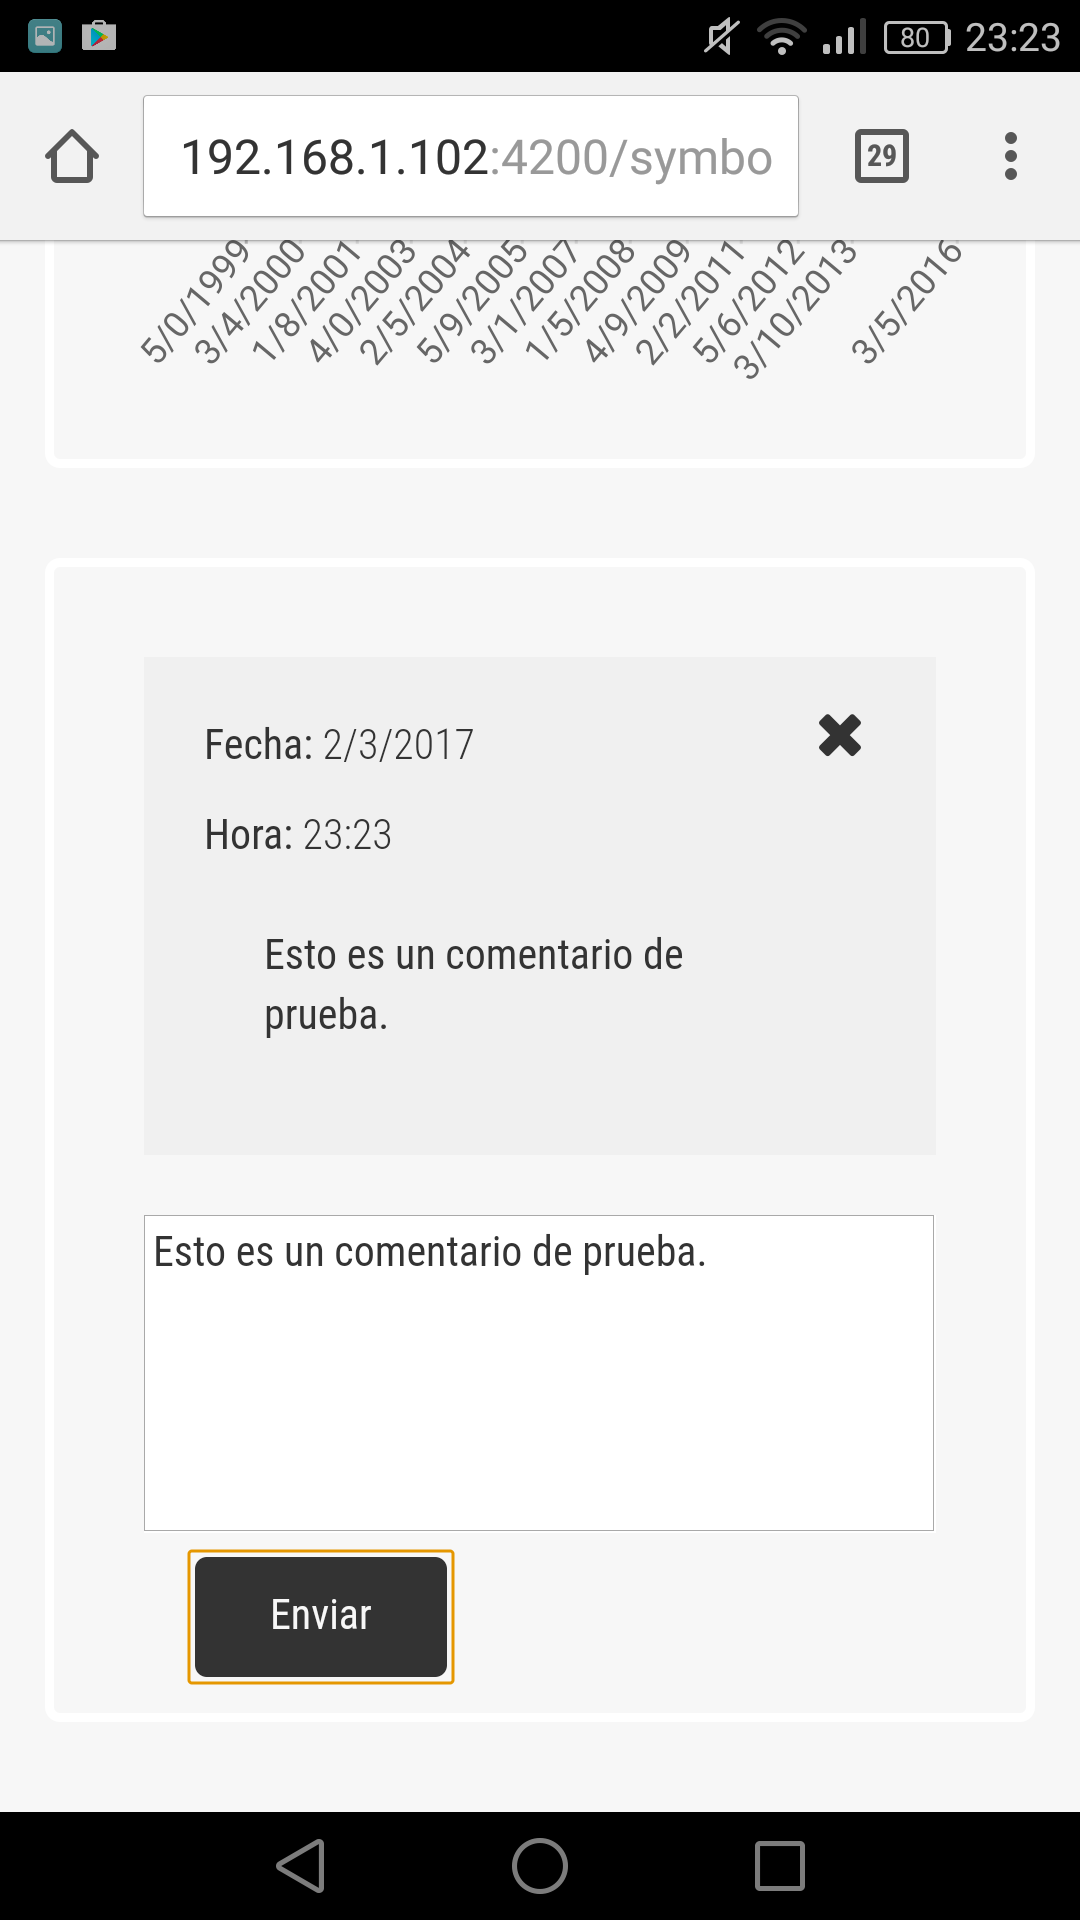 80 23:23
192.168.1.102:4200/symbo
29
5/0/1999
3/4/2000
1/8/2001
4/0/2003
2/5/2004
5/9/2005
3/1/2007
1/5/2008
4/9/2009
2/2/2011
5/6/2012
3/10/2013
3/5/2016
Fecha: 2/3/2017
Hora: 23:23
Esto es un comentario de
prueba.
Esto es un comentario de prueba.
Enviar